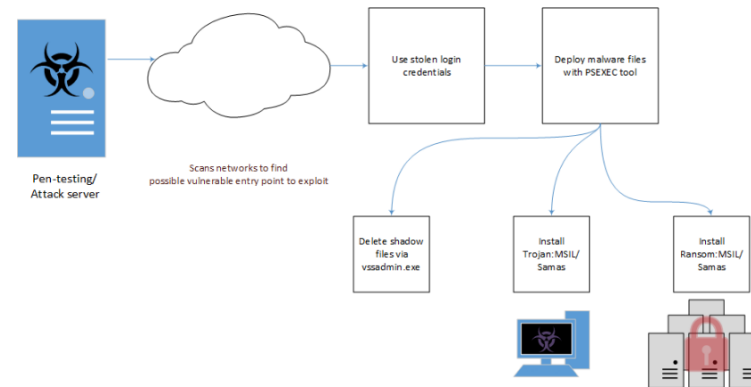 Pen-testing/
Attack server
Scans networks to find
possible vulnerable entry point to exploit
Use stolen login
credentials
Deploy malware files
with PSEXEC tool
Delete shadow
files via
vssadmin.exe
Install
Trojan:MSIL/
Samas
Install
Ransom:MSIL/
Samas